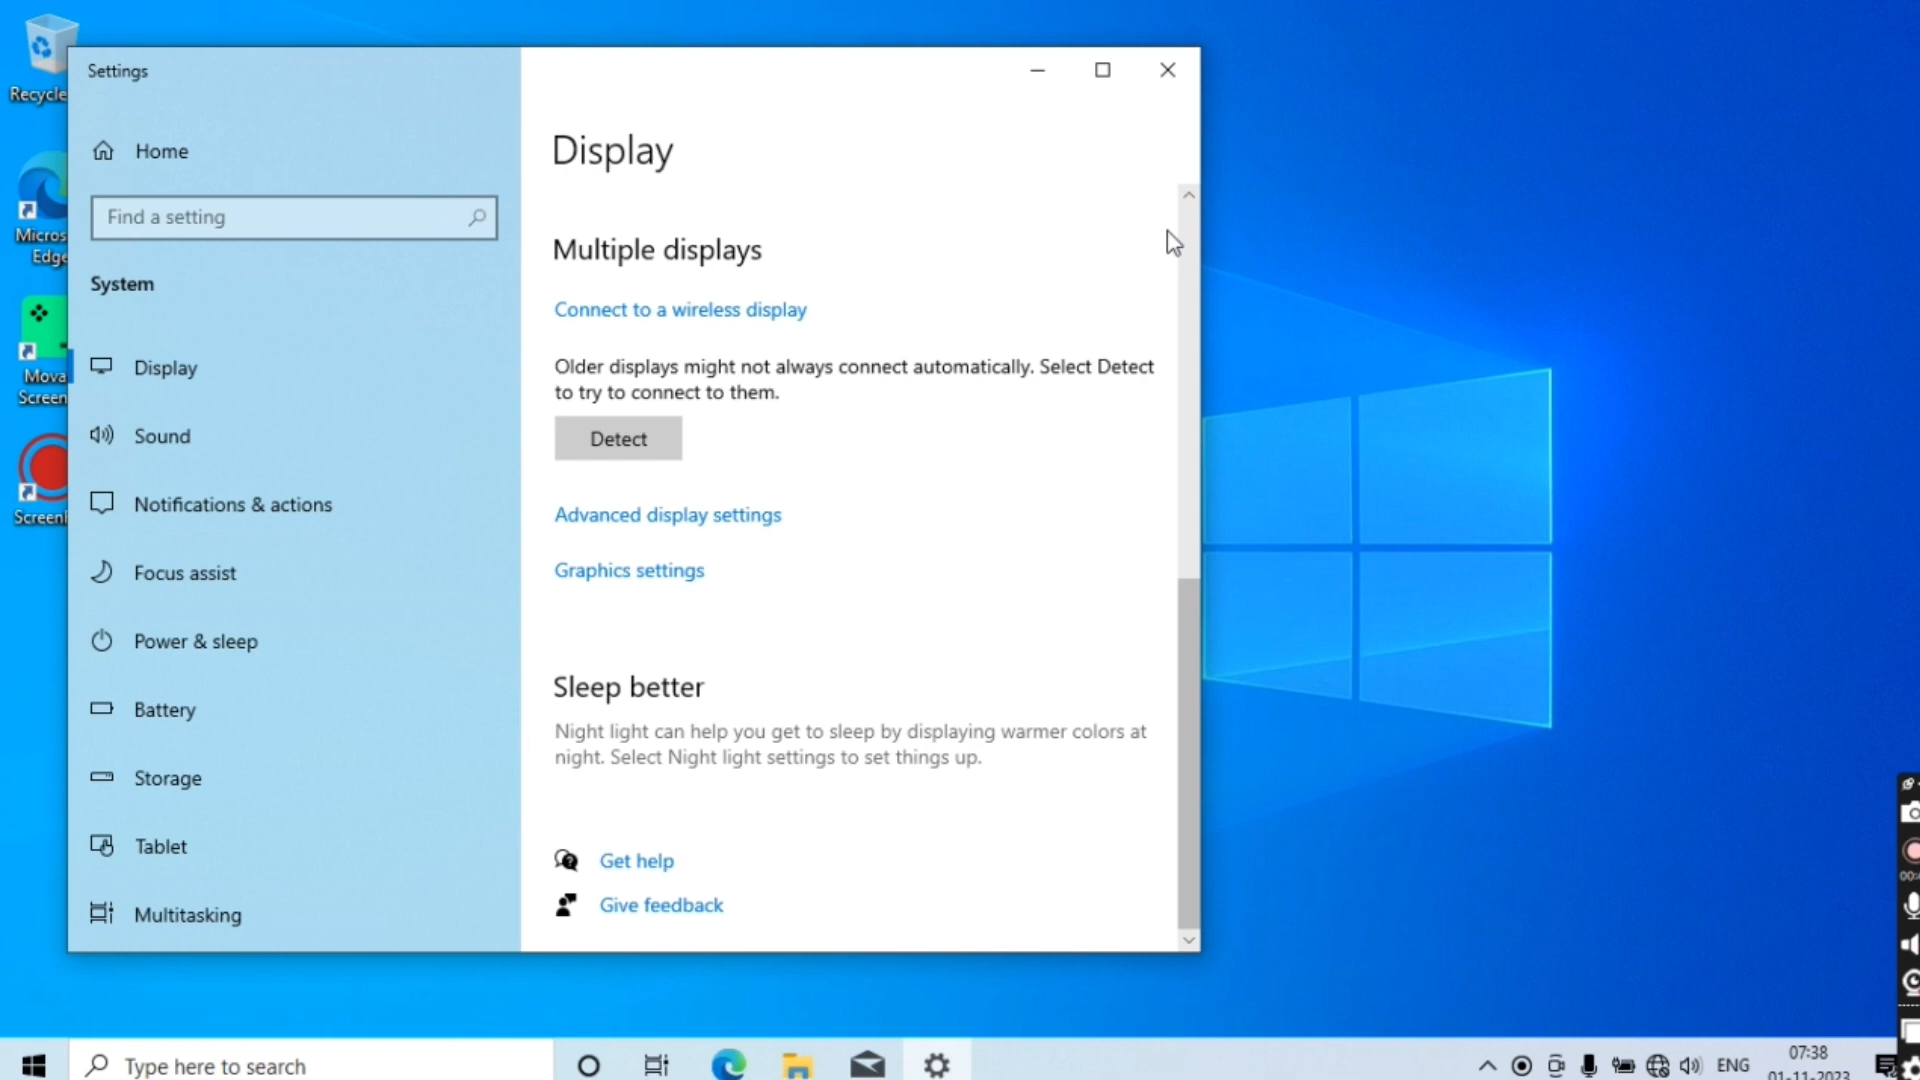 Recycle
Settings
Home
Find a setting
System
Display
Sound
Notifications & actions
Focus assist
Power & sleep
Battery
Storage
Tablet
Multitasking
Display
Multiple displays
Connect to a wireless display
Older displays might not always connect automatically. Select Detect
to try to connect to them.
Detect
Advanced display settings
Graphics settings
Sleep better
Night light can help you get to sleep by displaying warmer colors at
night. Select Night light settings to set things up.
Get help
Give feedback
Micros
Edge
Mova
Screen
Type here to search
ENG
07:38
01-11-2023